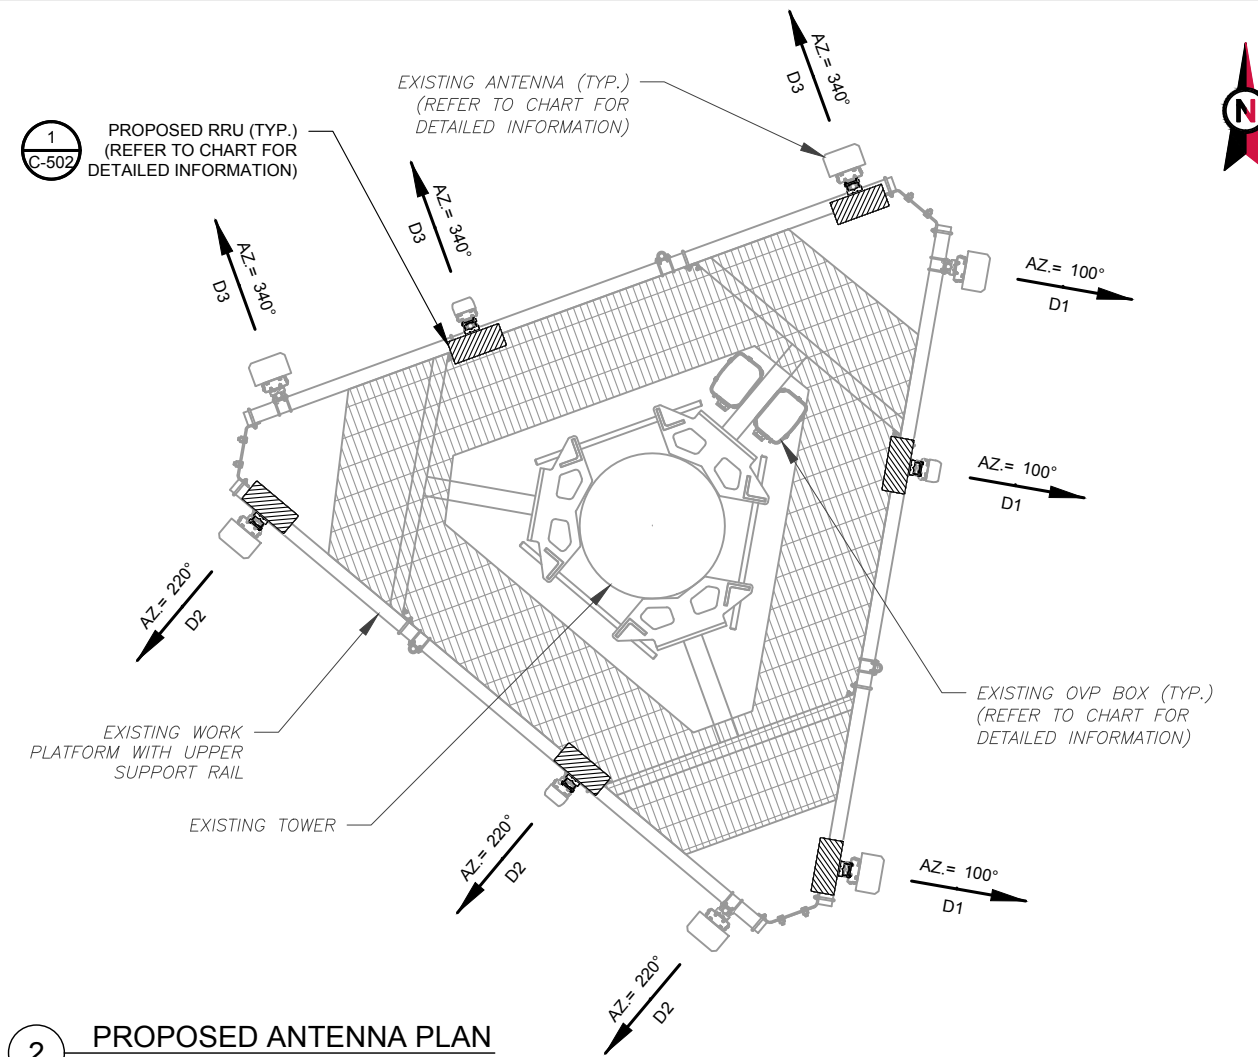 AZ.= 340°
D3
EXISTING ANTENNA (TYP.)
(REFER TO CHART FOR
DETAILED INFORMATION)
N
1
C-502
PROPOSED RRU (TYP.)
(REFER TO CHART FOR
DETAILED INFORMATION)
AZ.= 340°
D3
AZ.= 340°
D3
AZ.= 100°
D1
AZ.= 100°
D1
AZ.= 220°
D2
EXISTING WORK
PLATFORM WITH UPPER
SUPPORT RAIL
EXISTING OVP BOX (TYP.)
(REFER TO CHART FOR
DETAILED INFORMATION)
EXISTING TOWER
AZ.= 220°
D2
AZ.= 100°
D1
AZ.= 220°
D2
2
PROPOSED ANTENNA PLAN